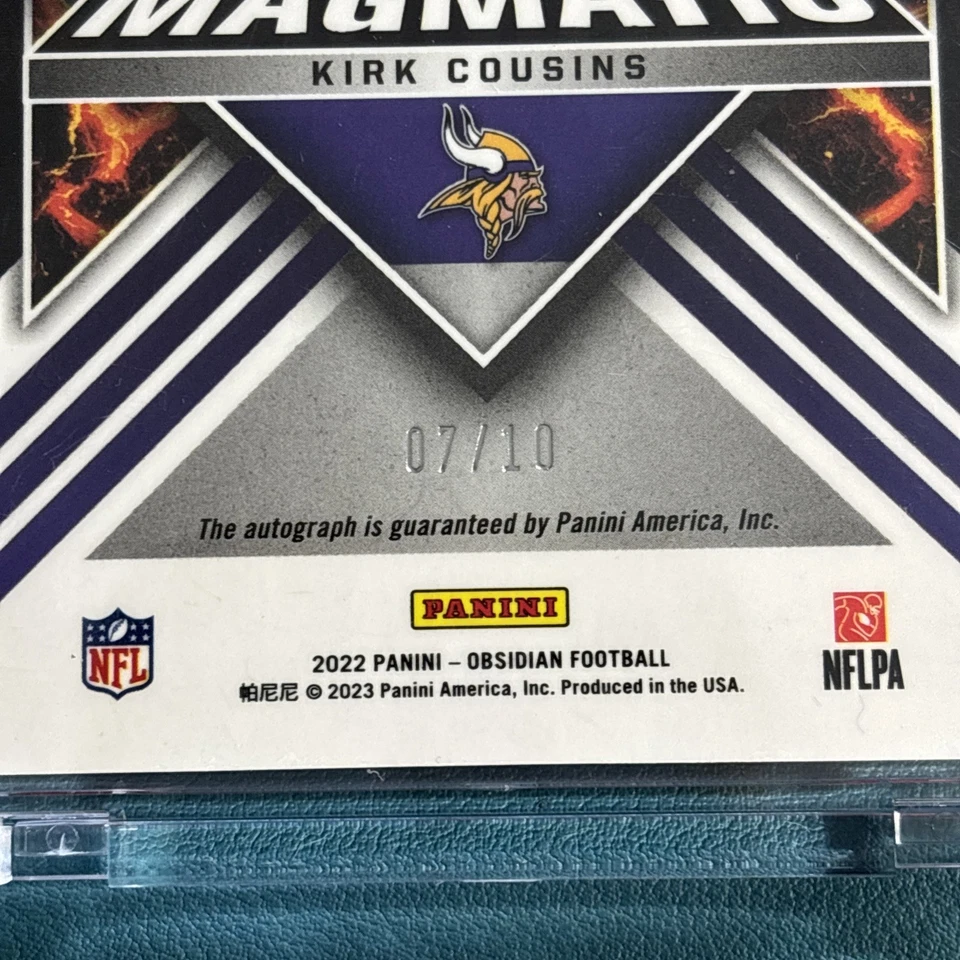 MAGMATIC
KIRK COUSINS
07/10
The autograph is guaranteed by Panini America, Inc.
PANINI
NFL
2022 PANINI – OBSIDIAN FOOTBALL
帕尼尼 © 2023 Panini America, Inc. Produced in the USA.
NFLPA